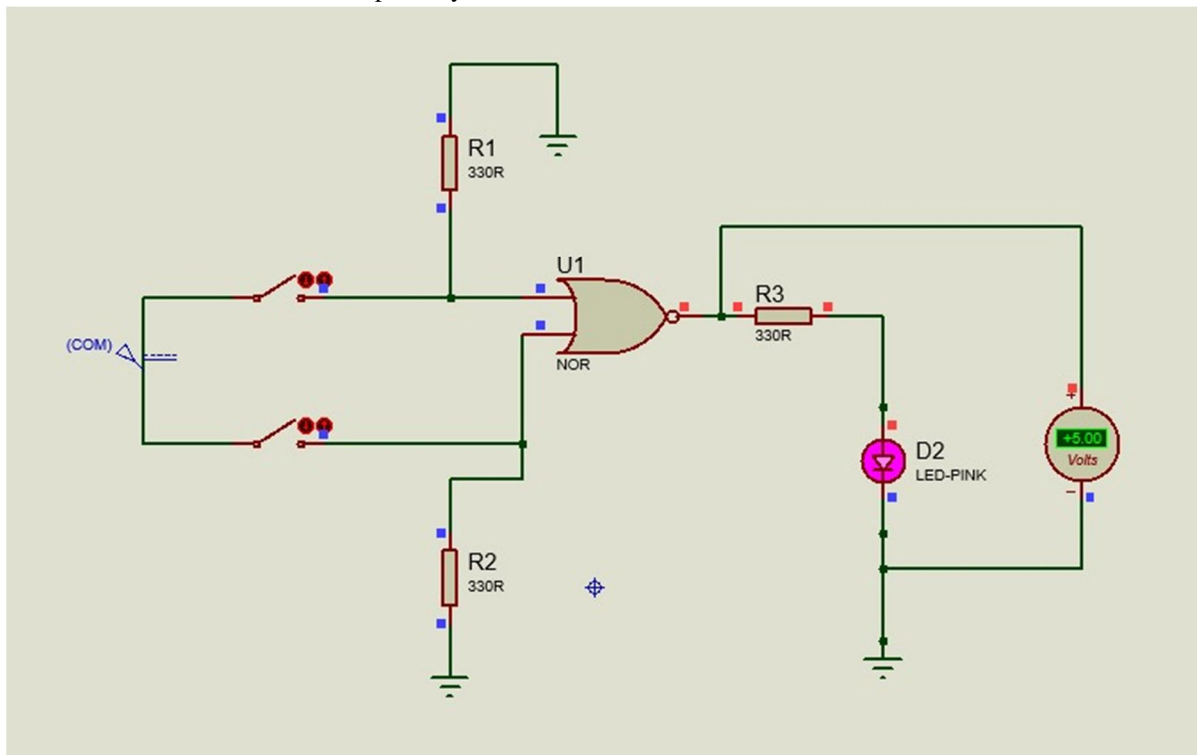 R1
330R
U1
NOR
(COM)
R3
330R
D2
LED-PINK
+
+5.00
Volts
−
R2
330R